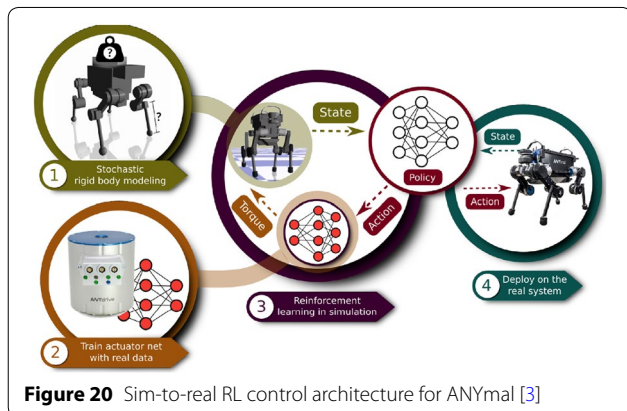 ?
?
1
Stochastic
rigid body modeling
State
Policy
Torque
Action
State
Action
ANYdrive
2
Train actuator net
with real data
3
Reinforcement
learning in simulation
4
Deploy on the
real system
Figure 20 Sim-to-real RL control architecture for ANYmal [3]